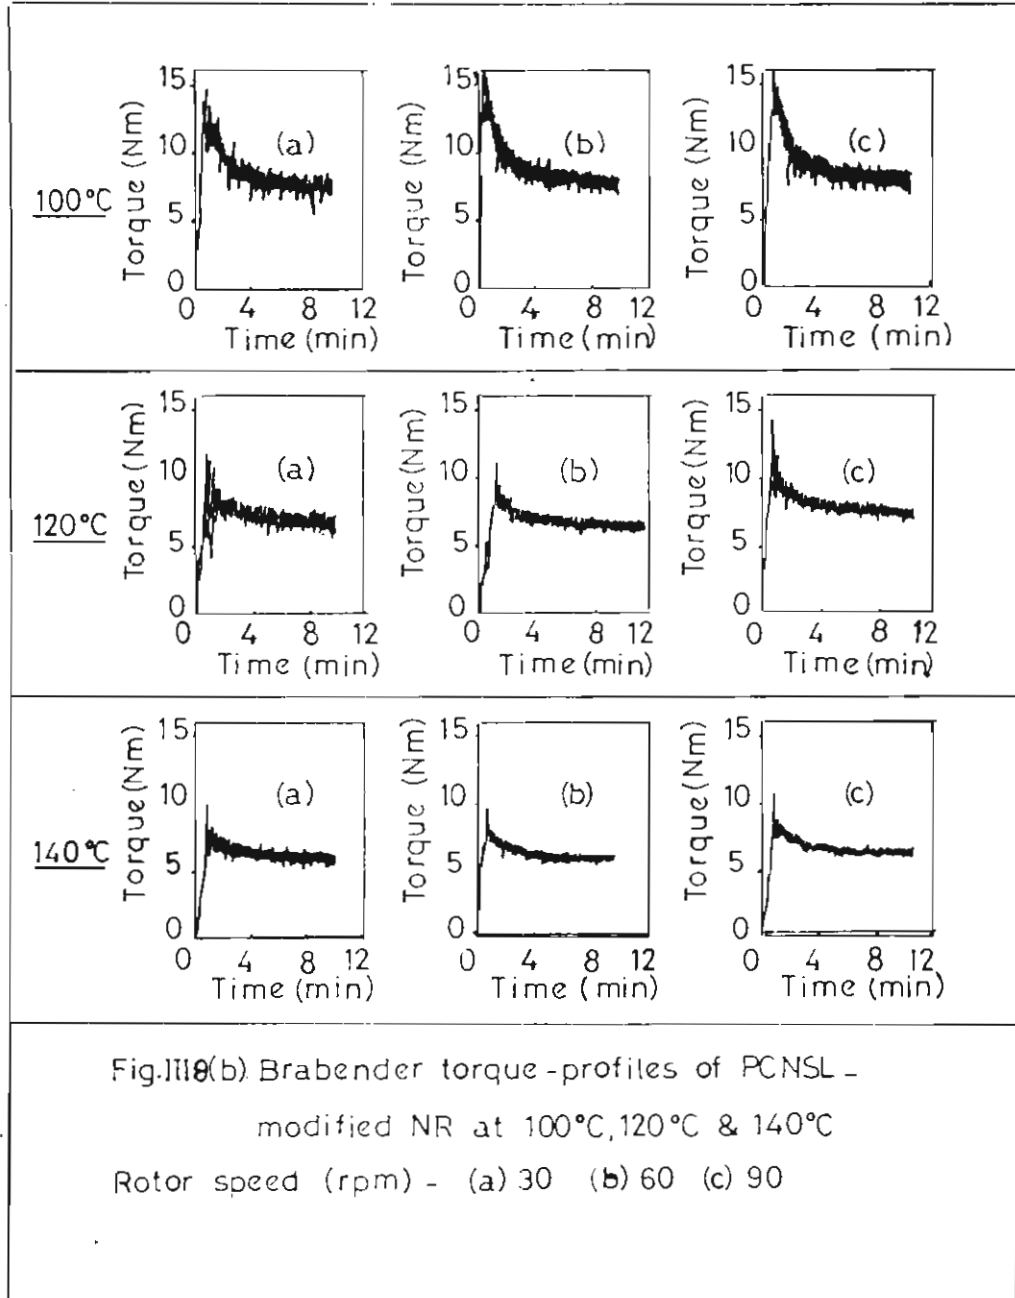 15
10
5
0
Torque (Nm)
(a)
0 4 8 12
Time (min)
15
10
5
0
Torque (Nm)
(b)
0 4 8 12
Time (min)
15
10
5
0
Torque (Nm)
(c)
0 4 8 12
Time (min)
100°C
15
10
5
0
Torque (Nm)
(a)
0 4 8 12
Time (min)
15
10
5
0
Torque (Nm)
(b)
0 4 8 12
Time (min)
15
10
5
0
Torque (Nm)
(c)
0 4 8 12
Time (min)
120°C
15
10
5
0
Torque (Nm)
(a)
0 4 8 12
Time (min)
15
10
5
0
Torque (Nm)
(b)
0 4 8 12
Time (min)
15
10
5
0
Torque (Nm)
(c)
0 4 8 12
Time (min)
140°C
Fig.III8(b) Brabender torque-profiles of PCNSL-
modified NR at 100°C, 120°C & 140°C
Rotor speed (rpm) - (a) 30 (b) 60 (c) 90